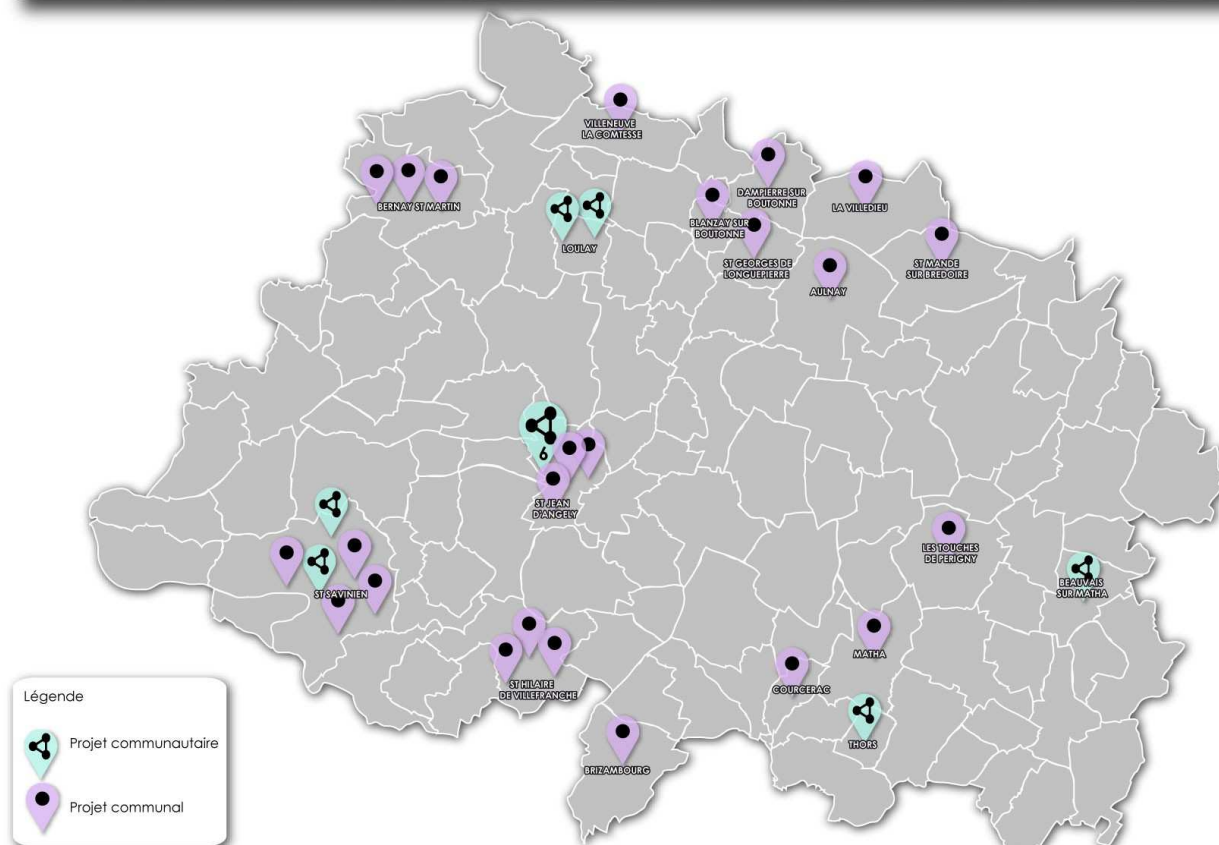 VILLENEUVE
LA COMTESSE
DAMPIERRE SUR
BOUTONNE
BERNAY ST MARTIN
LA VILLEDIEU
BLANZAY SUR
BOUTONNE
LOULAY
ST GEORGES DE
LONGUEPIERRE
ST MANDE
SUR BREDOIRE
AULNAY
6
ST JEAN
D'ANGELY
LES TOUCHES
DE PERIGNY
BEAUVAIS
SUR MATHA
ST SAVINIEN
MATHA
ST HILAIRE
DE VILLEFRANCHE
COURCERAC
THORS
BRIZAMBOURG
Légende
Projet communautaire
Projet communal